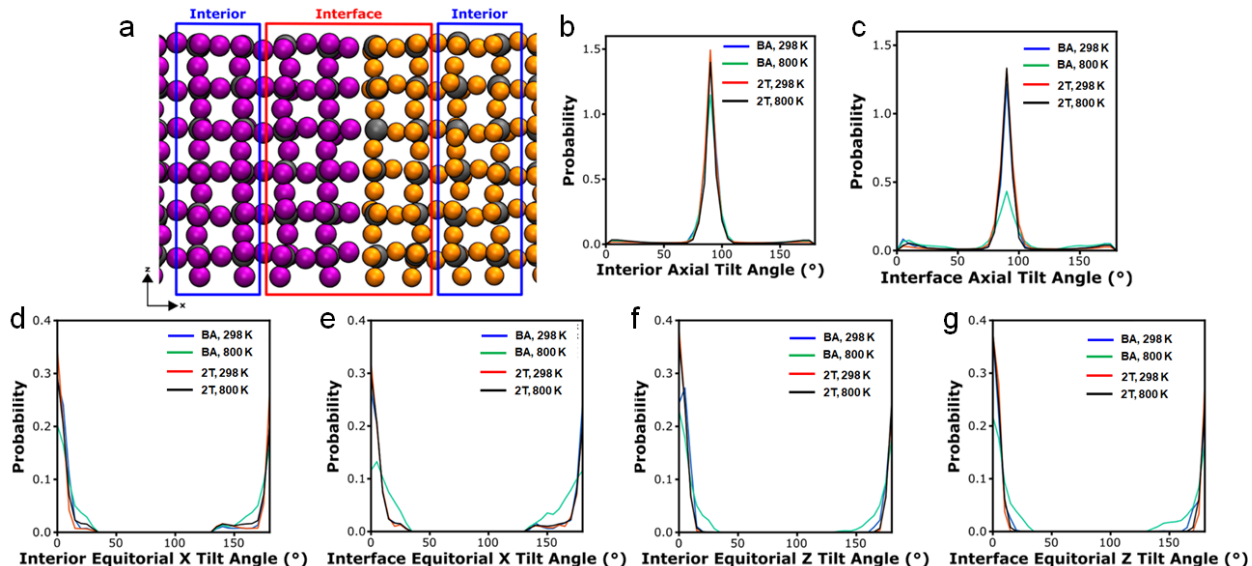 Interior
Interface
Interior
a
z
x
b
Probability
1.5
1.0
0.5
0.0
0
50
100
150
BA, 298 K
BA, 800 K
2T, 298 K
2T, 800 K
Interior Axial Tilt Angle (°)
c
Probability
1.5
1.0
0.5
0.0
0
50
100
150
BA, 298 K
BA, 800 K
2T, 298 K
2T, 800 K
Interface Axial Tilt Angle (°)
d
Probability
0.4
0.3
0.2
0.1
0.0
0
50
100
150
BA, 298 K
BA, 800 K
2T, 298 K
2T, 800 K
Interior Equitorial X Tilt Angle (°)
e
Probability
0.4
0.3
0.2
0.1
0.0
0
50
100
150
BA, 298 K
BA, 800 K
2T, 298 K
2T, 800 K
Interface Equitorial X Tilt Angle (°)
f
Probability
0.4
0.3
0.2
0.1
0.0
0
50
100
150
BA, 298 K
BA, 800 K
2T, 298 K
2T, 800 K
Interior Equitorial Z Tilt Angle (°)
g
Probability
0.4
0.3
0.2
0.1
0.0
0
50
100
150
BA, 298 K
BA, 800 K
2T, 298 K
2T, 800 K
Interface Equitorial Z Tilt Angle (°)